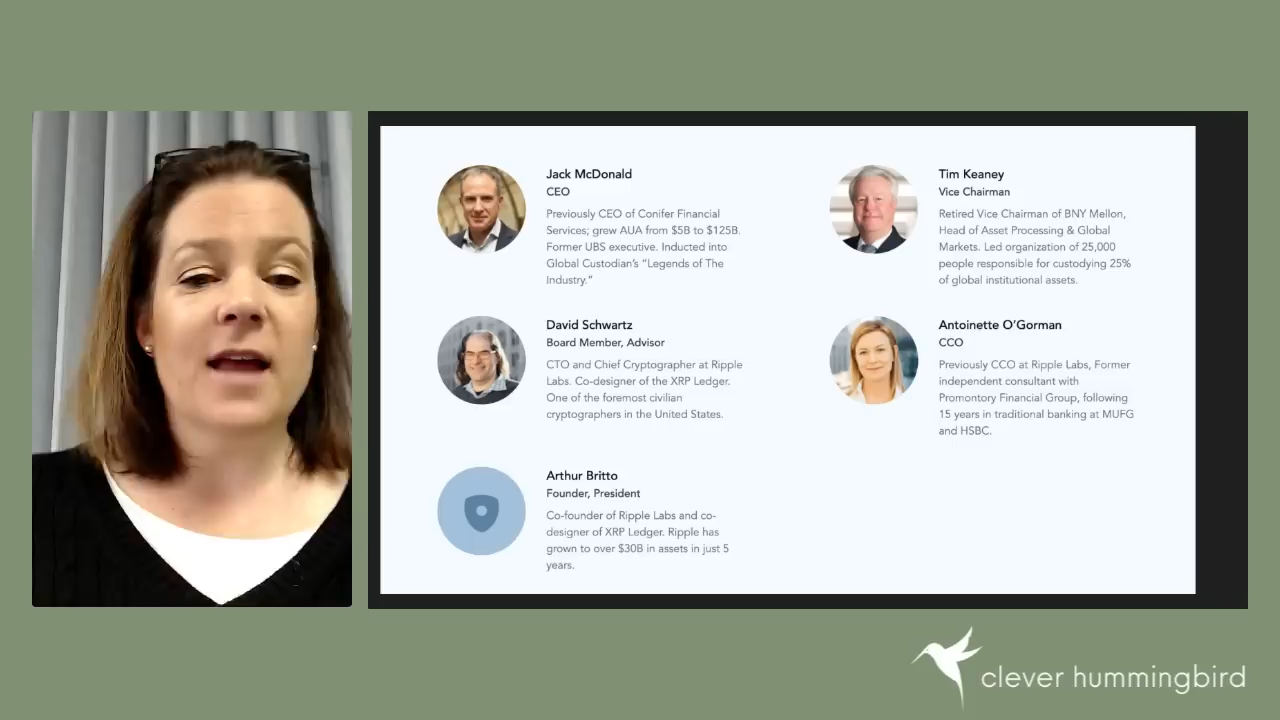 Jack McDonald
CEO
Previously CEO of Conifer Financial
Services; grew AUA from $5B to $125B.
Former UBS executive. Inducted into
Global Custodian's “Legends of The
Industry.”
Tim Keaney
Vice Chairman
Retired Vice Chairman of BNY Mellon,
Head of Asset Processing & Global
Markets. Led organization of 25,000
people responsible for custodying 25%
of global institutional assets.
David Schwartz
Board Member, Advisor
CTO and Chief Cryptographer at Ripple
Labs. Co-designer of the XRP Ledger.
One of the foremost civilian
cryptographers in the United States.
Antoinette O'Gorman
CCO
Previously CCO at Ripple Labs, Former
independent consultant with
Promontory Financial Group, following
15 years in traditional banking at MUFG
and HSBC.
Arthur Britto
Founder, President
Co-founder of Ripple Labs and co-
designer of XRP Ledger. Ripple has
grown to over $30B in assets in just 5
years.
clever hummingbird